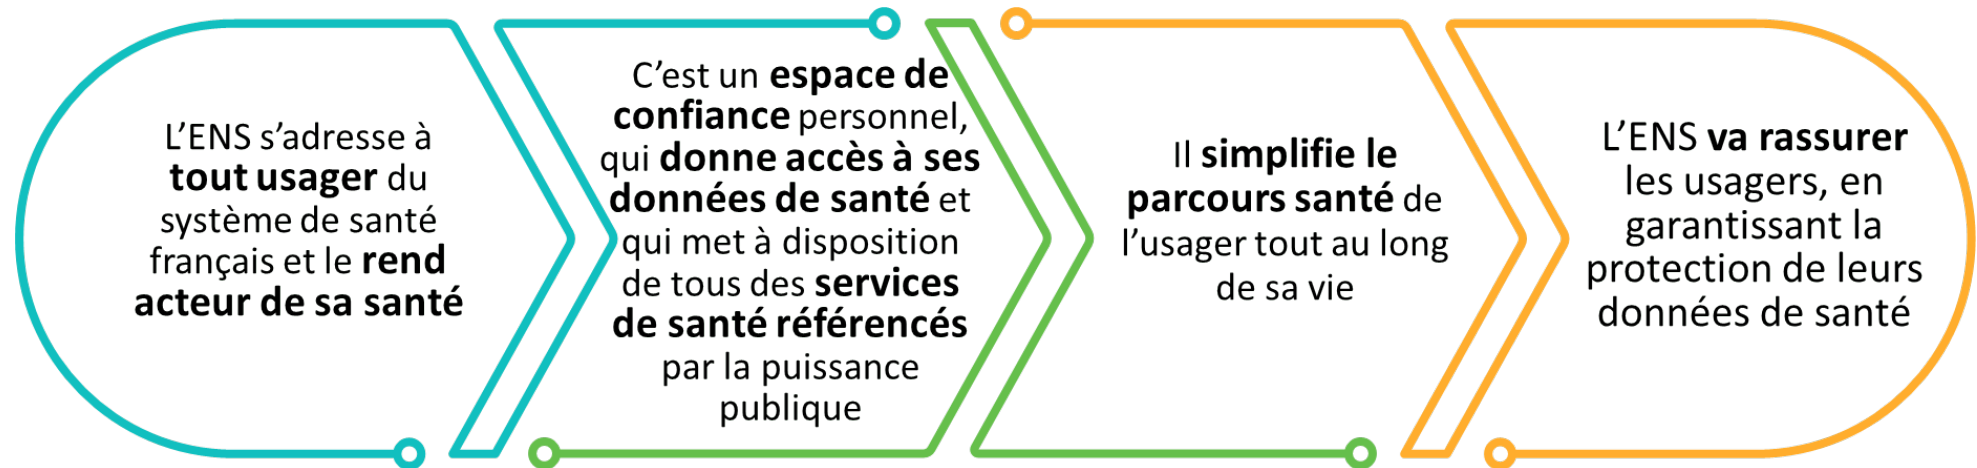 L’ENS s’adresse à
tout usager du
système de santé
français et le rend
acteur de sa santé
C’est un espace de
confiance personnel,
qui donne accès à ses
données de santé et
qui met à disposition
de tous des services
de santé référencés
par la puissance
publique
Il simplifie le
parcours santé de
l’usager tout au long
de sa vie
L’ENS va rassurer
les usagers, en
garantissant la
protection de leurs
données de santé